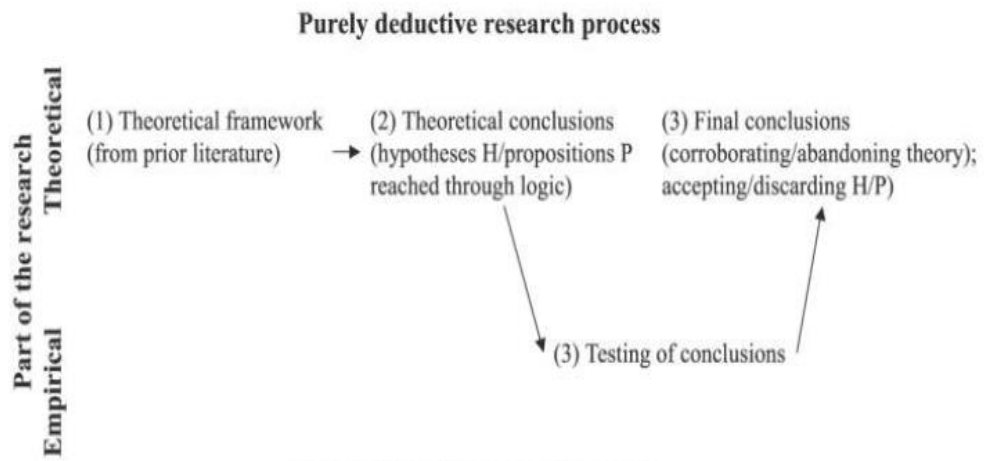 Purely deductive research process
Part of the research
Theoretical
Empirical
(1) Theoretical framework
(from prior literature)
(2) Theoretical conclusions
(hypotheses H/propositions P
reached through logic)
(3) Final conclusions
(corroborating/abandoning theory);
accepting/discarding H/P)
(3) Testing of conclusions